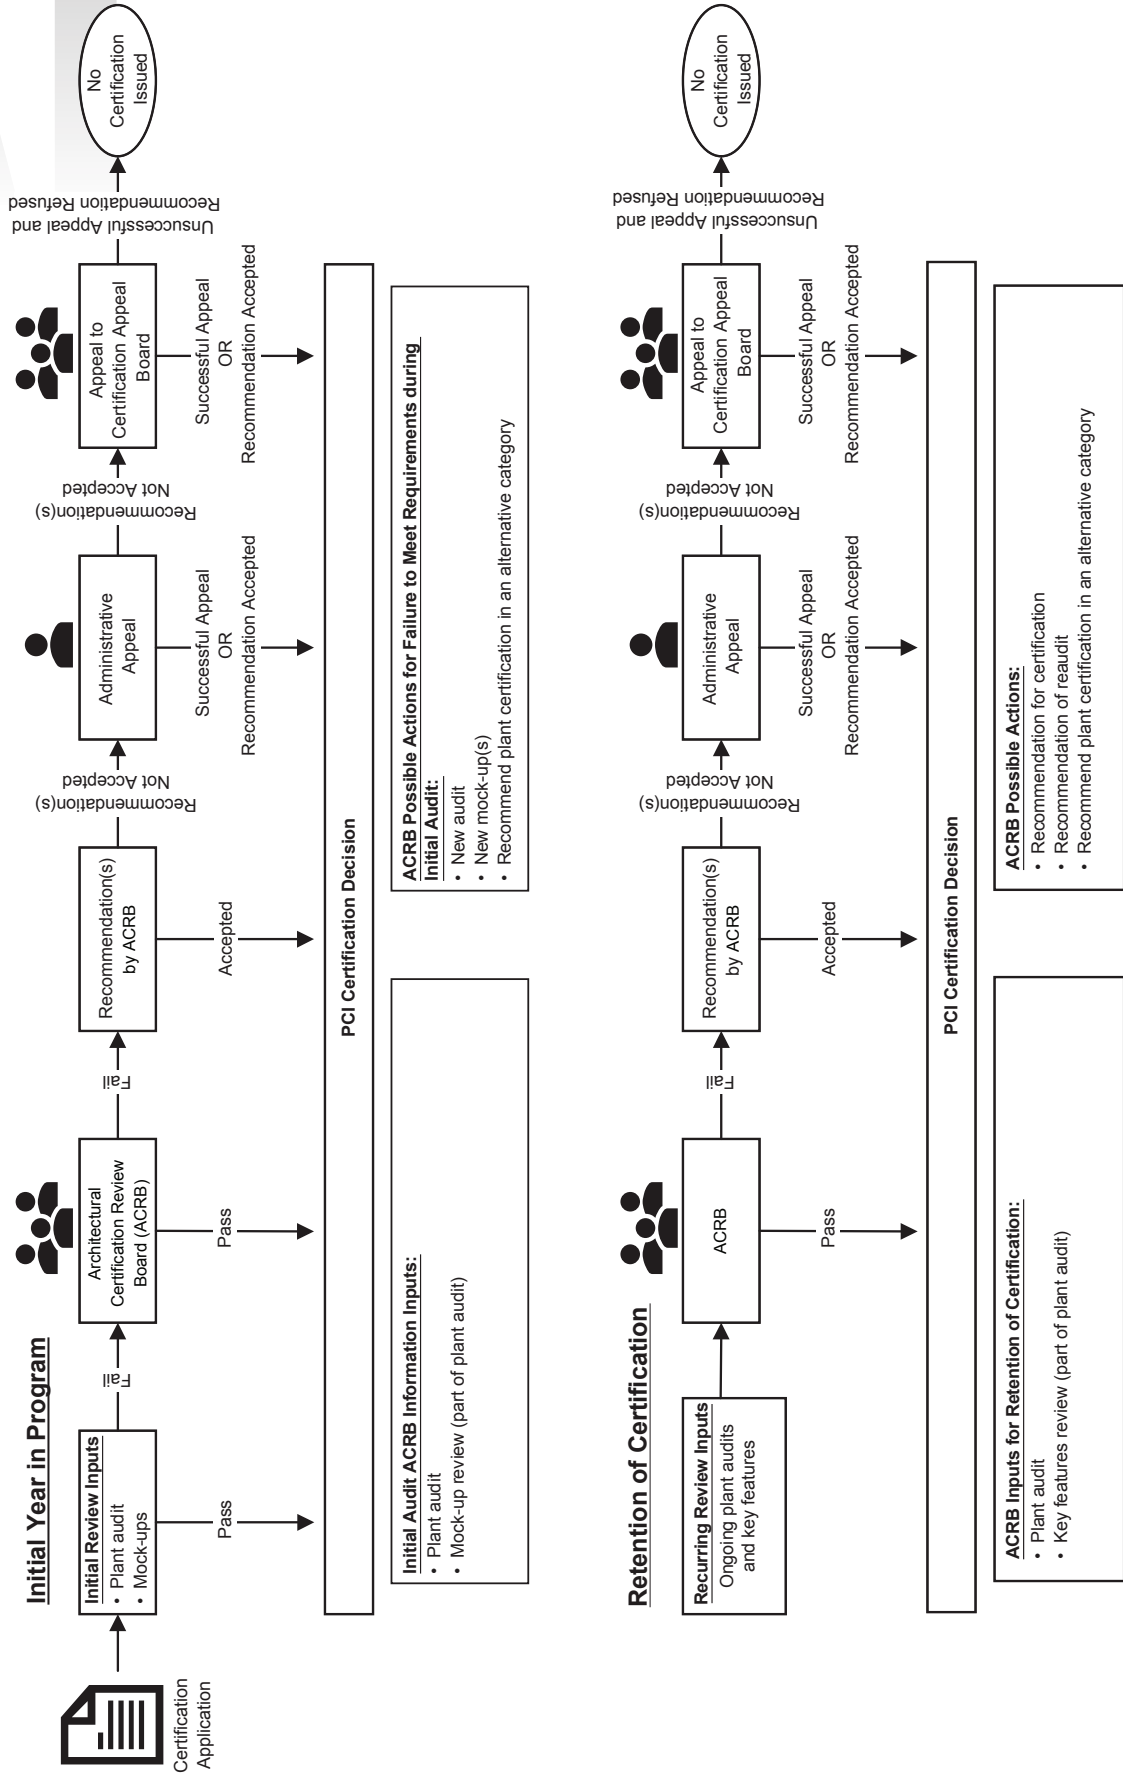 Initial Year in Program
Certification
Application
Initial Review Inputs
• Plant audit
• Mock-ups
Fail
Pass
Architectural
Certification Review
Board (ACRB)
Fail
Pass
Recommendation(s)
by ACRB
Accepted
Recommendation(s)
Not Accepted
Administrative
Appeal
Successful Appeal
OR
Recommendation Accepted
Recommendation(s)
Not Accepted
Appeal to
Certification Appeal
Board
Successful Appeal
OR
Recommendation Accepted
Unsuccessful Appeal and
Recommendation Refused
No
Certification
Issued
PCI Certification Decision
Initial Audit ACRB Information Inputs:
• Plant audit
• Mock-up review (part of plant audit)
ACRB Possible Actions for Failure to Meet Requirements during
Initial Audit:
• New audit
• New mock-up(s)
• Recommend plant certification in an alternative category
Retention of Certification
Recurring Review Inputs
Ongoing plant audits
and key features
ACRB
Fail
Pass
Recommendation(s)
by ACRB
Accepted
Recommendation(s)
Not Accepted
Administrative
Appeal
Successful Appeal
OR
Recommendation Accepted
Recommendation(s)
Not Accepted
Appeal to
Certification Appeal
Board
Successful Appeal
OR
Recommendation Accepted
Unsuccessful Appeal and
Recommendation Refused
No
Certification
Issued
PCI Certification Decision
ACRB Inputs for Retention of Certification:
• Plant audit
• Key features review (part of plant audit)
ACRB Possible Actions:
• Recommendation for certification
• Recommendation of reaudit
• Recommend plant certification in an alternative category